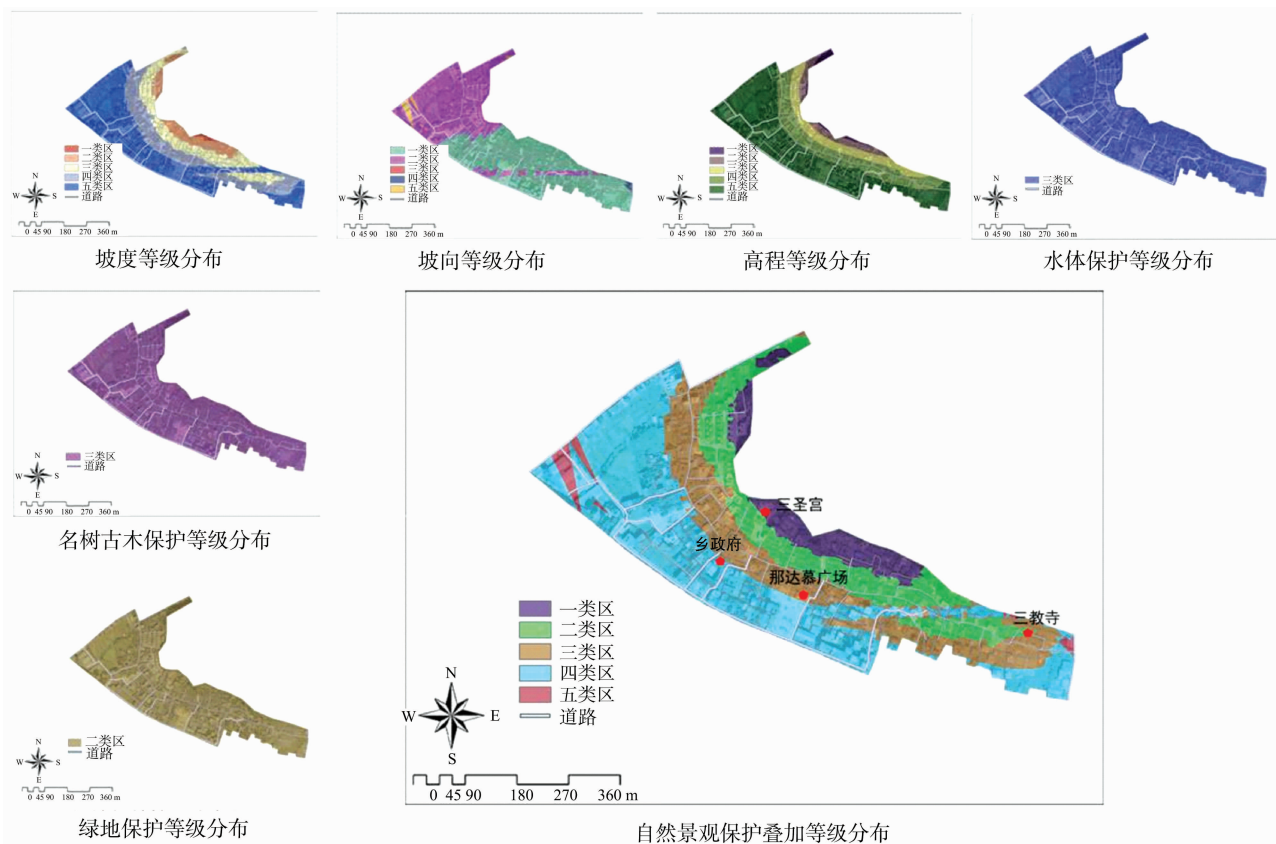 一类区
二类区
三类区
四类区
五类区
道路
N
W S
E
0 45 90 180 270 360 m
坡度等级分布
一类区
二类区
三类区
四类区
五类区
道路
N
W S
E
0 45 90 180 270 360 m
坡向等级分布
一类区
二类区
三类区
四类区
五类区
道路
N
W S
E
0 45 90 180 270 360 m
高程等级分布
三类区
道路
N
W S
E
0 45 90 180 270 360 m
水体保护等级分布
三类区
道路
N
W S
E
0 45 90 180 270 360 m
名树古木保护等级分布
二类区
道路
N
W S
E
0 45 90 180 270 360 m
绿地保护等级分布
三圣宫
乡政府
那达慕广场
三教寺
一类区
二类区
三类区
四类区
五类区
道路
N
W E
S
0 45 90 180 270 360 m
自然景观保护叠加等级分布